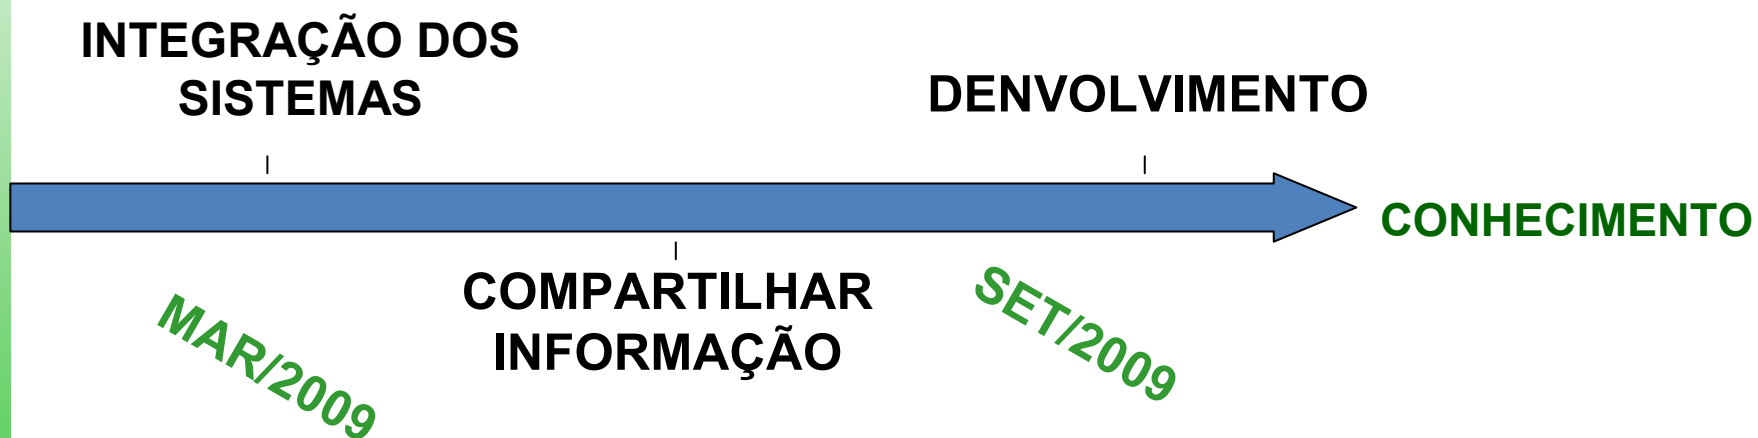 INTEGRAÇÃO DOS
SISTEMAS
DENVOLVIMENTO
CONHECIMENTO
COMPARTILHAR
INFORMAÇÃO
MAR/2009
SET/2009